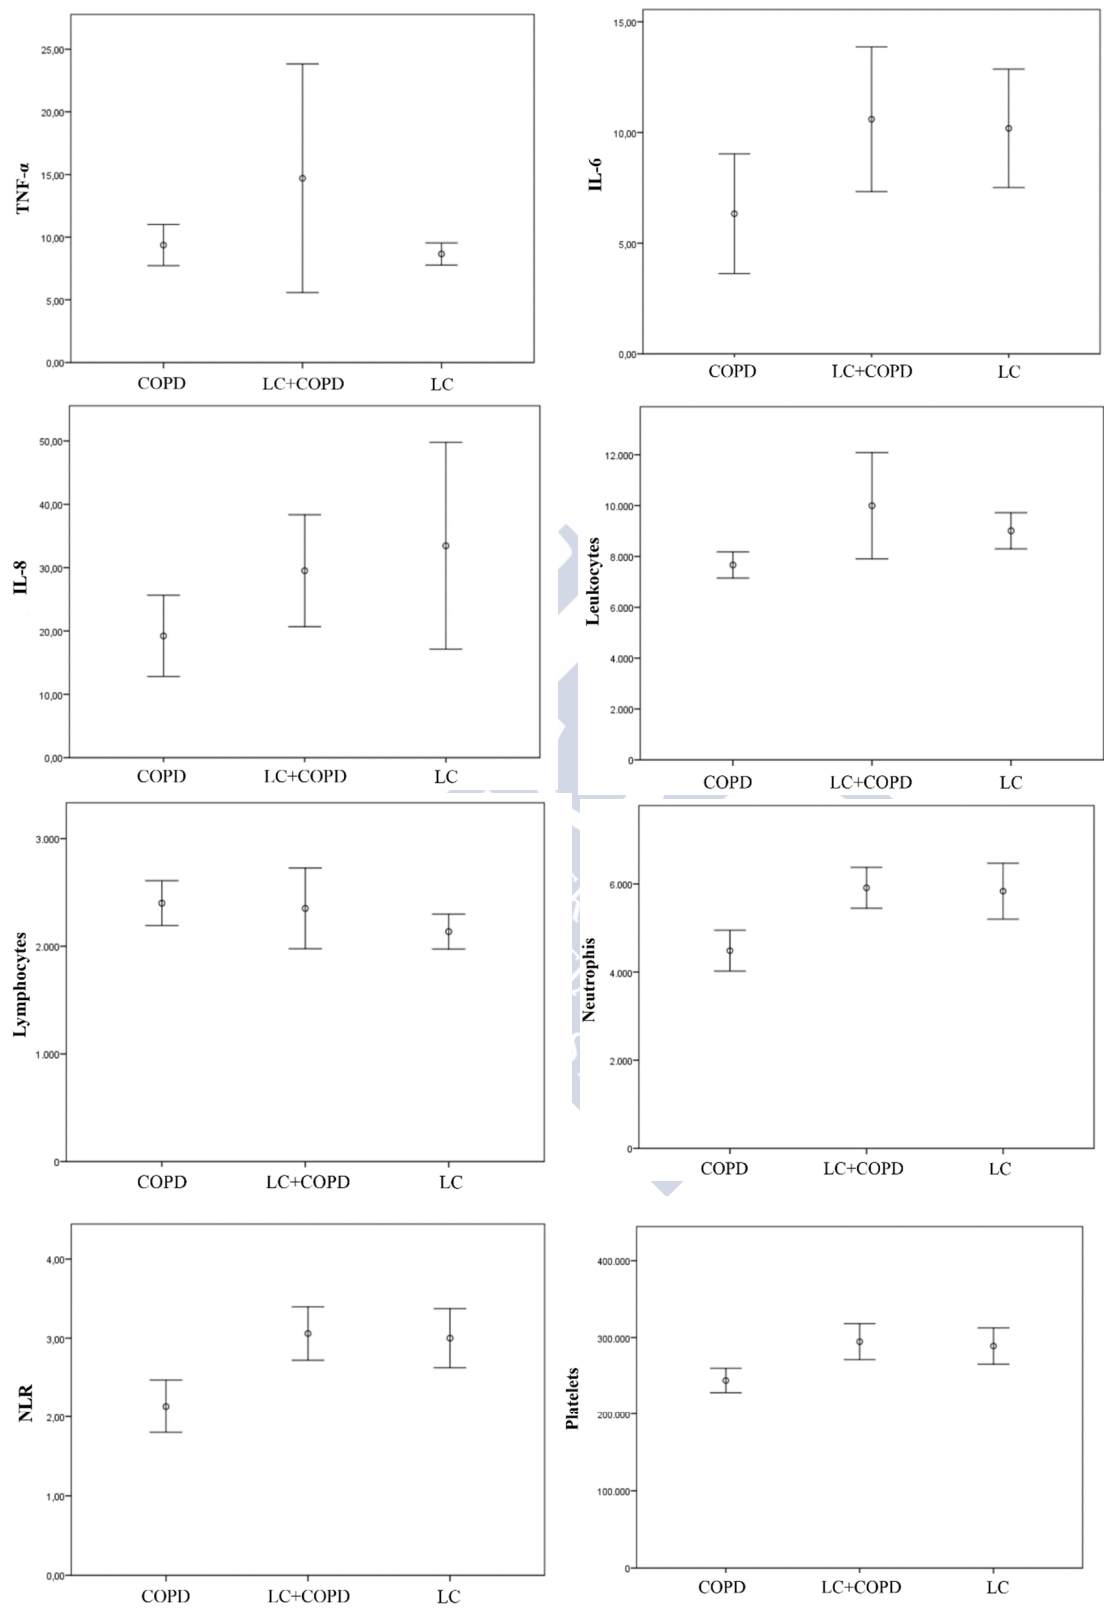 TNF-α
25,00
20,00
15,00
10,00
5,00
0,00
COPD LC+COPD LC
IL-6
15,00
10,00
5,00
0,00
COPD LC+COPD LC
IL-8
50,00
40,00
30,00
20,00
10,00
0,00
COPD LC+COPD LC
Leukocytes
12.000
10.000
8.000
6.000
4.000
2.000
0
COPD LC+COPD LC
Lymphocytes
3.000
2.000
1.000
0
COPD LC+COPD LC
Neutrophis
6.000
4.000
2.000
0
COPD LC+COPD LC
NLR
4,00
3,00
2,00
1,00
0,00
COPD LC+COPD LC
Platelets
400.000
300.000
200.000
100.000
0
COPD LC+COPD LC